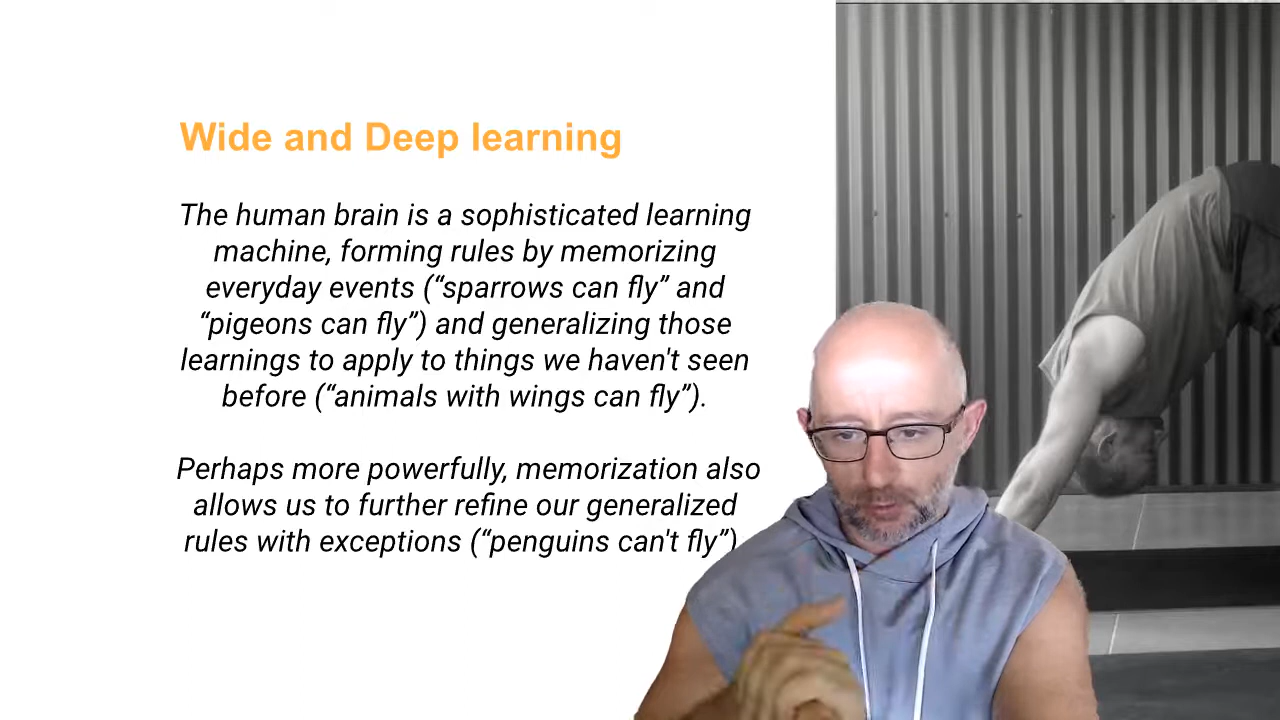 Wide and Deep learning
The human brain is a sophisticated learning
machine, forming rules by memorizing
everyday events (“sparrows can fly” and
“pigeons can fly”) and generalizing those
learnings to apply to things we haven't seen
before (“animals with wings can fly”).
Perhaps more powerfully, memorization also
allows us to further refine our generalized
rules with exceptions (“penguins can't fly”)